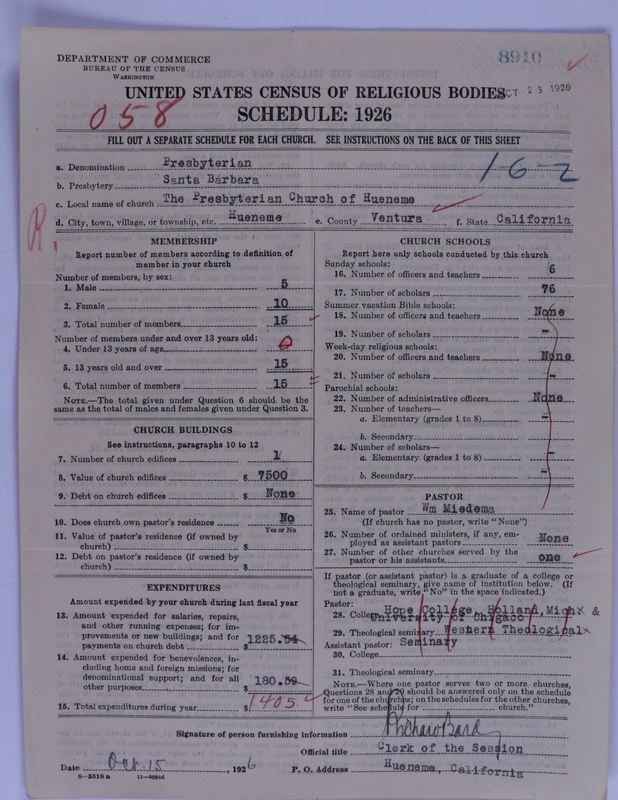 8910
DEPARTMENT OF COMMERCE
BUREAU OF THE CENSUS
WASHINGTON
UNITED STATES CENSUS OF RELIGIOUS BODIES
OCT 23 1926
058
SCHEDULE: 1926
FILL OUT A SEPARATE SCHEDULE FOR EACH CHURCH. SEE INSTRUCTIONS ON THE BACK OF THIS SHEET
16-2
a. Denomination Presbyterian
b. Presbytery Santa Barbara
c. Local name of church The Presbyterian Church of Hueneme
d. City, town, village, or township, etc. Hueneme e. County Ventura f. State California
R.
MEMBERSHIP
Report number of members according to definition of
member in your church
Number of members, by sex:
1. Male 5
2. Female 10
3. Total number of members 15
Number of members under and over 13 years old:
4. Under 13 years of age 0
5. 13 years old and over 15
6. Total number of members 15
NOTE.—The total given under Question 6 should be the
same as the total of males and females given under Question 3.
CHURCH BUILDINGS
See instructions, paragraphs 10 to 12
7. Number of church edifices 1
8. Value of church edifices $ 7500
9. Debt on church edifices $ None
10. Does church own pastor's residence No
Yes or No
11. Value of pastor's residence (if owned by
church) $
12. Debt on pastor's residence (if owned by
church) $
EXPENDITURES
Amount expended by your church during last fiscal year
13. Amount expended for salaries, repairs,
and other running expenses; for im-
provements or new buildings; and for
payments on church debt $ 1225.54
14. Amount expended for benevolences, in-
cluding home and foreign missions; for
denominational support; and for all
other purposes $ 180.59
15. Total expenditures during year $ 1405
CHURCH SCHOOLS
Report here only schools conducted by this church
Sunday schools:
16. Number of officers and teachers 6
17. Number of scholars 76
Summer vacation Bible schools:
18. Number of officers and teachers None
19. Number of scholars -
Week-day religious schools:
20. Number of officers and teachers None
21. Number of scholars -
Parochial schools:
22. Number of administrative officers None
23. Number of teachers—
a. Elementary (grades 1 to 8) -
b. Secondary
24. Number of scholars—
a. Elementary (grades 1 to 8) -
b. Secondary -
PASTOR
25. Name of pastor Wm Miedema
(If church has no pastor, write "None")
26. Number of ordained ministers, if any, em-
ployed as assistant pastors None
27. Number of other churches served by the
pastor or his assistants one
If pastor (or assistant pastor) is a graduate of a college or
theological seminary, give name of institution below. (If
not a graduate, write "No" in the space indicated.)
Pastor:
28. College Hope College, Holland, Mich &
University of Chigaco
29. Theological seminary Western Theological
Assistant pastor: Seminary
30. College
31. Theological seminary
NOTE.—Where one pastor serves two or more churches,
Questions 28 and 29 should be answered only on the schedule
for one of the churches; on the schedules for the other churches,
write "See schedule for church."
Signature of person furnishing information Richard Bard
Official title Clerk of the Session
Date Oct 15, 1926 P. O. Address Hueneme, California
8-5518 a